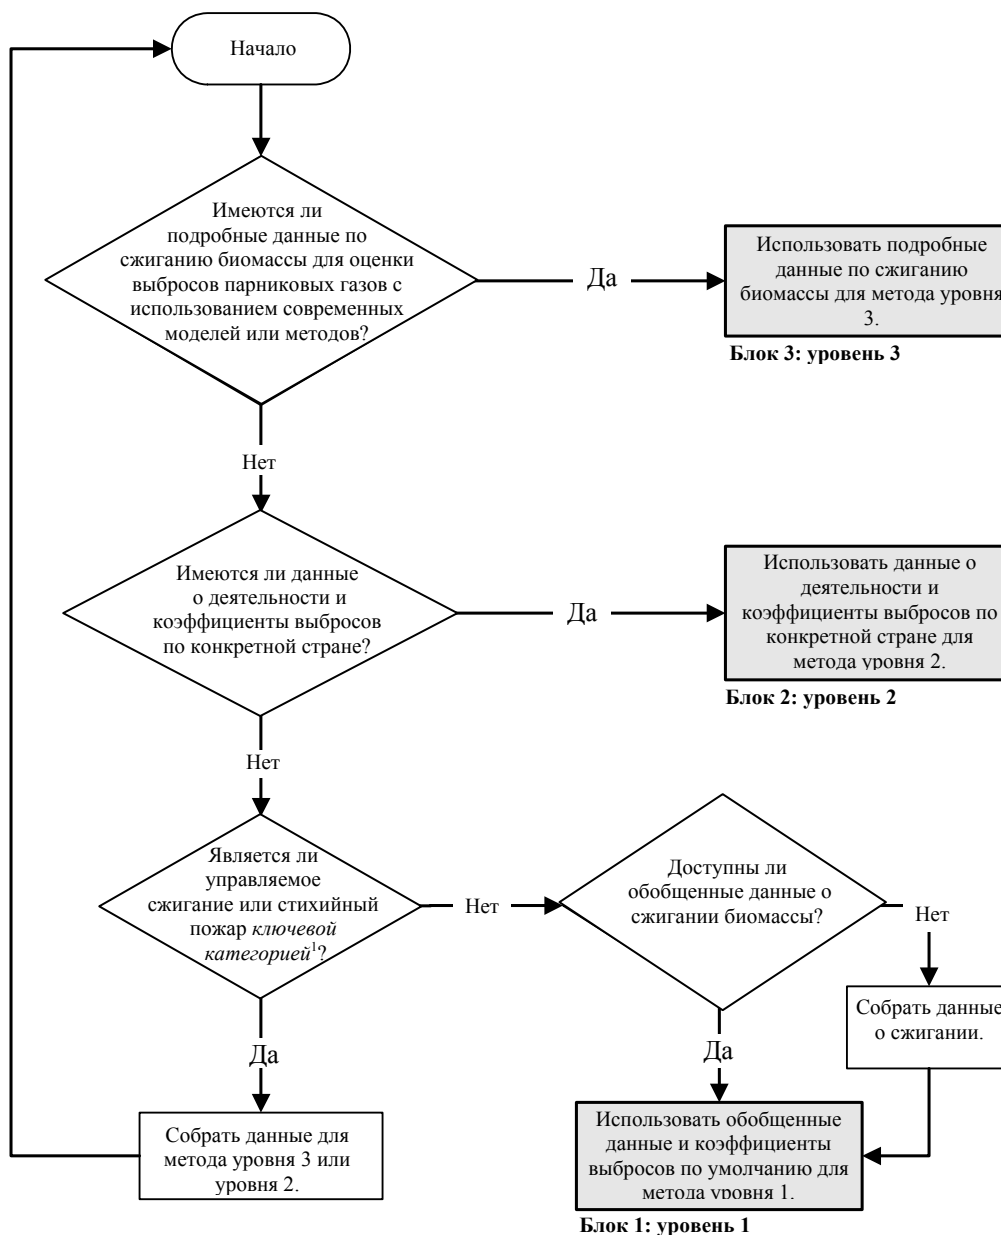 Начало
Имеются ли
подробные данные по
сжиганию биомассы для оценки
выбросов парниковых газов с
использованием современных
моделей или методов?
Да
Использовать подробные
данные по сжиганию
биомассы для метода уровня
3.
Блок 3: уровень 3
Нет
Имеются ли данные
о деятельности и
коэффициенты выбросов
по конкретной стране?
Да
Использовать данные о
деятельности и
коэффициенты выбросов по
конкретной стране для
метода уровня 2.
Блок 2: уровень 2
Нет
Является ли
управляемое
сжигание или стихийный
пожар ключевой
категорией¹?
Нет
Доступны ли
обобщенные данные о
сжигании биомассы?
Нет
Собрать данные
о сжигании.
Да
Да
Собрать данные для
метода уровня 3 или
уровня 2.
Использовать обобщенные
данные и коэффициенты
выбросов по умолчанию для
метода уровня 1.
Блок 1: уровень 1